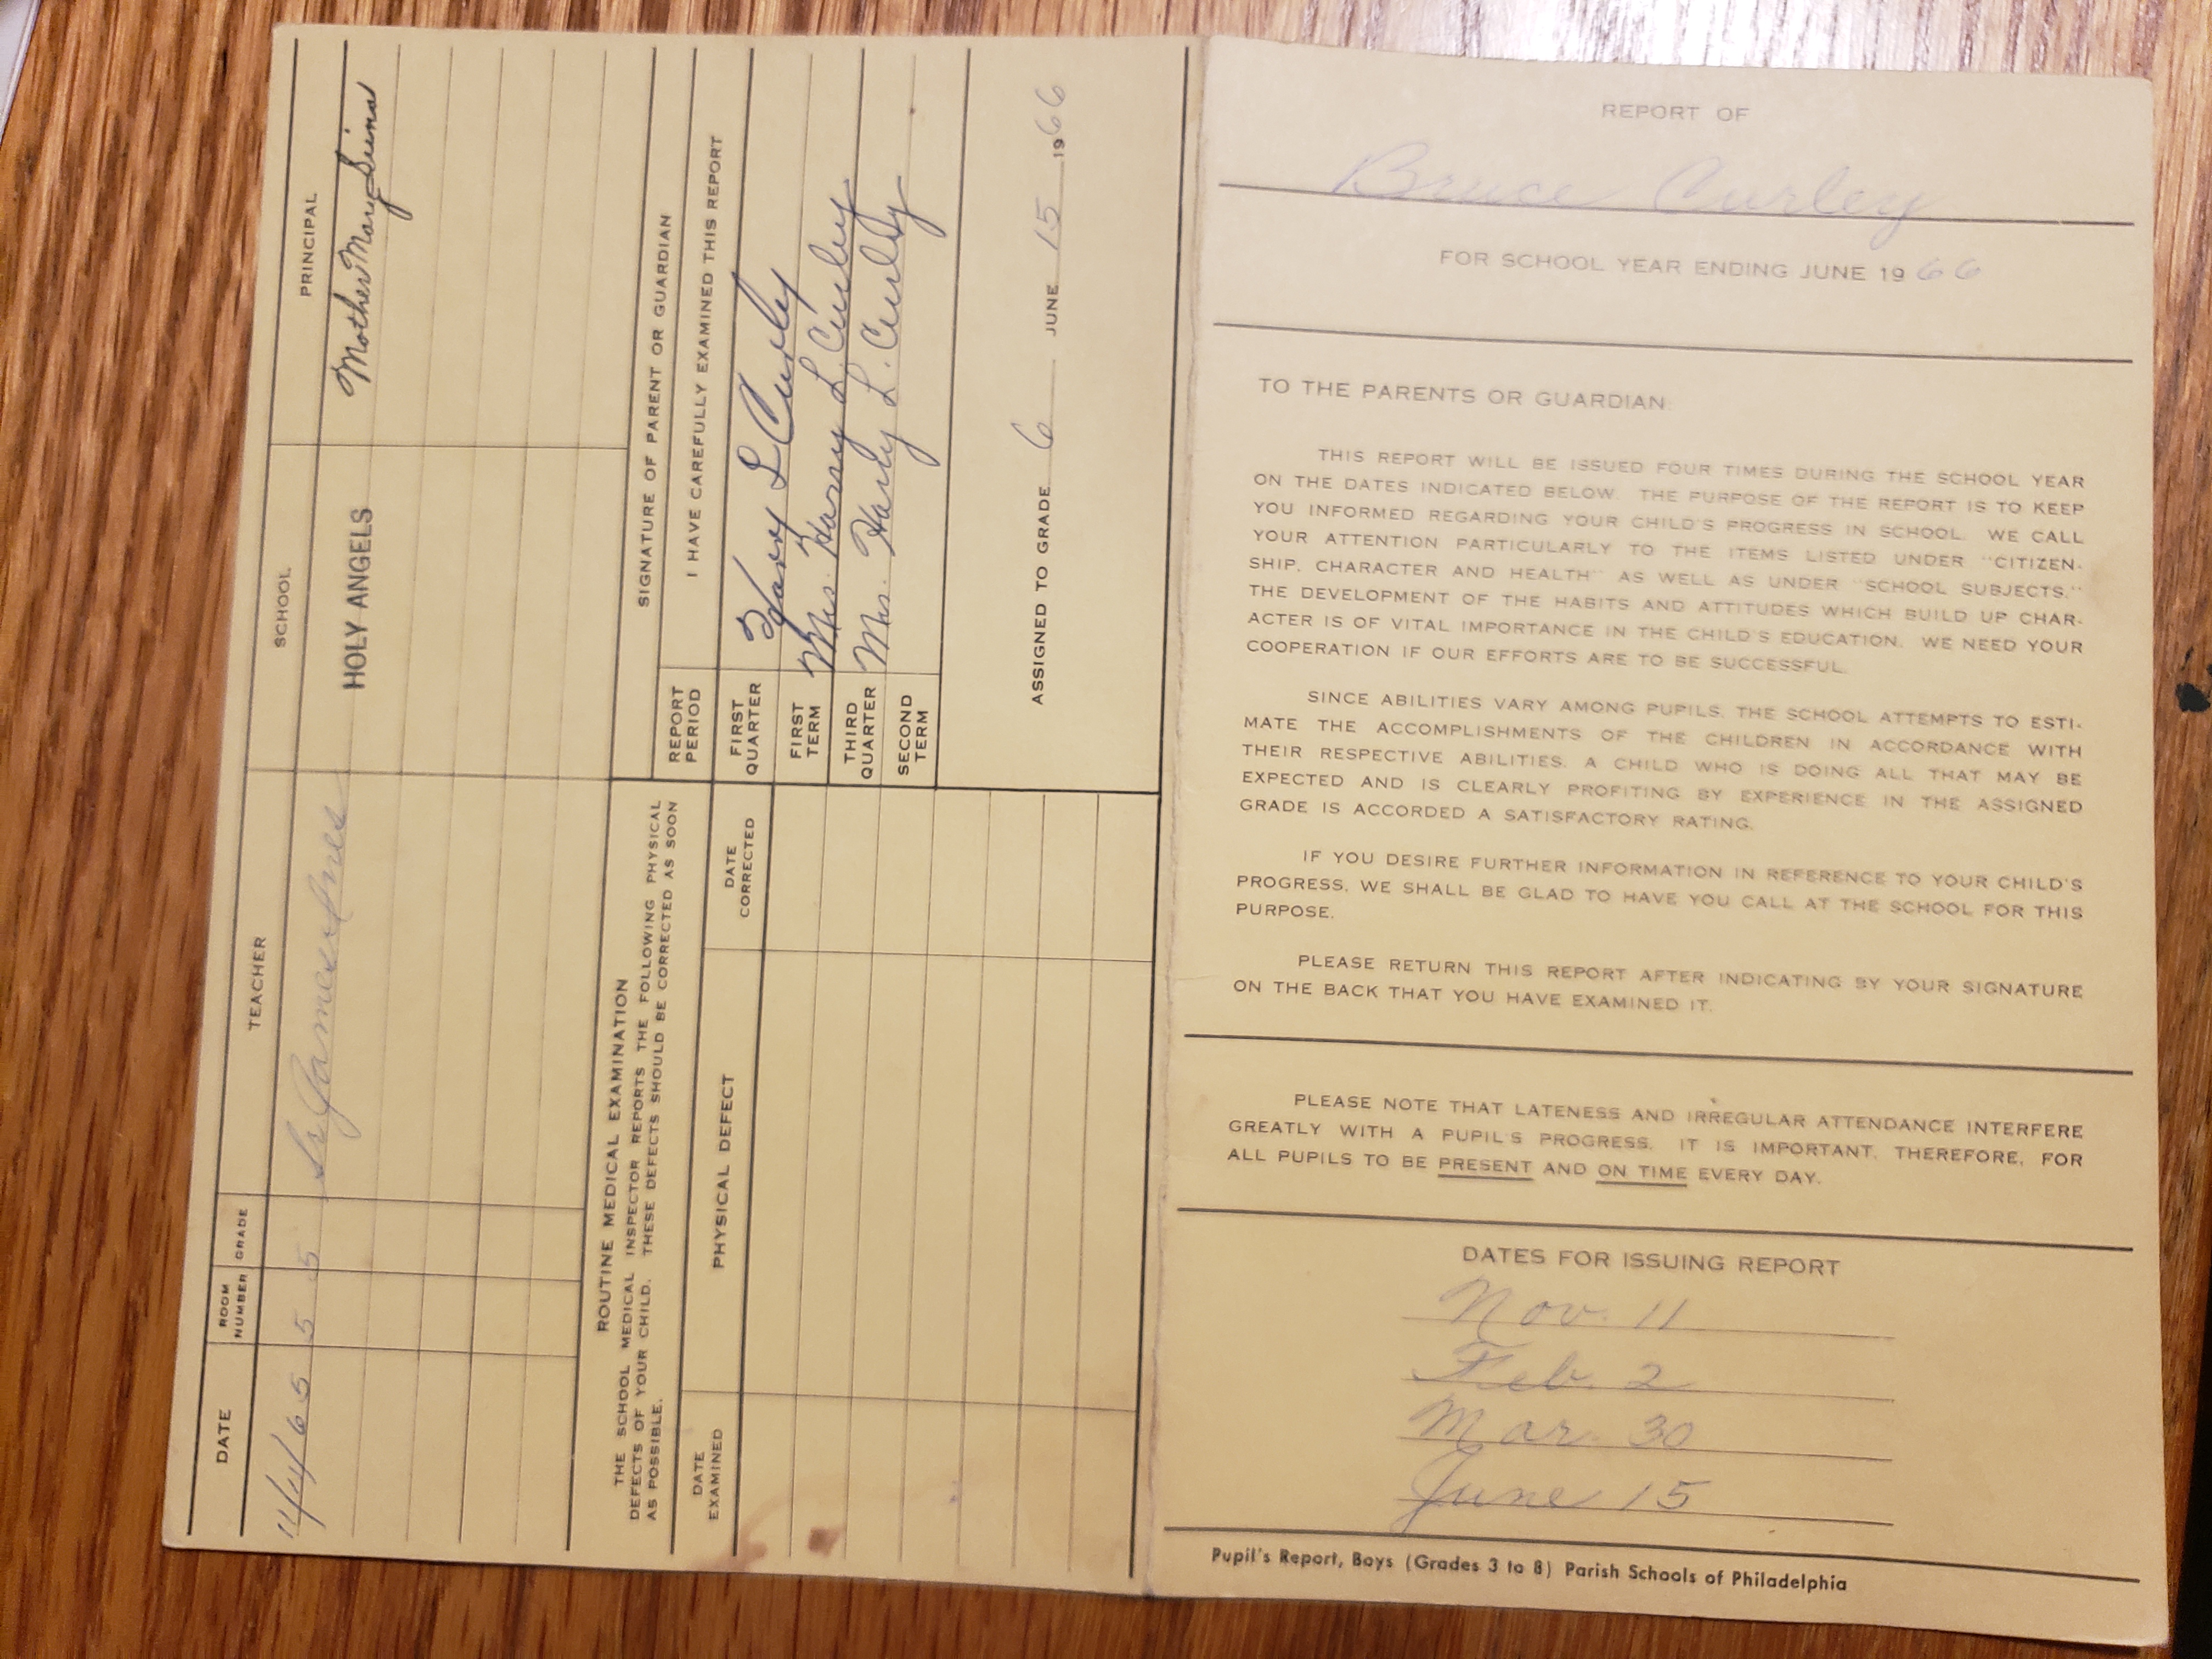 REPORT OF
Bruce Curley
FOR SCHOOL YEAR ENDING JUNE 1966
TO THE PARENTS OR GUARDIAN:
THIS REPORT WILL BE ISSUED FOUR TIMES DURING THE SCHOOL YEAR
ON THE DATES INDICATED BELOW. THE PURPOSE OF THE REPORT IS TO KEEP
YOU INFORMED REGARDING YOUR CHILD'S PROGRESS IN SCHOOL. WE CALL
YOUR ATTENTION PARTICULARLY TO THE ITEMS LISTED UNDER "CITIZEN-
SHIP, CHARACTER AND HEALTH" AS WELL AS UNDER "SCHOOL SUBJECTS."
THE DEVELOPMENT OF THE HABITS AND ATTITUDES WHICH BUILD UP CHAR-
ACTER IS OF VITAL IMPORTANCE IN THE CHILD'S EDUCATION. WE NEED YOUR
COOPERATION IF OUR EFFORTS ARE TO BE SUCCESSFUL.
SINCE ABILITIES VARY AMONG PUPILS, THE SCHOOL ATTEMPTS TO ESTI-
MATE THE ACCOMPLISHMENTS OF THE CHILDREN IN ACCORDANCE WITH
THEIR RESPECTIVE ABILITIES. A CHILD WHO IS DOING ALL THAT MAY BE
EXPECTED AND IS CLEARLY PROFITING BY EXPERIENCE IN THE ASSIGNED
GRADE IS ACCORDED A SATISFACTORY RATING.
IF YOU DESIRE FURTHER INFORMATION IN REFERENCE TO YOUR CHILD'S
PROGRESS, WE SHALL BE GLAD TO HAVE YOU CALL AT THE SCHOOL FOR THIS
PURPOSE.
PLEASE RETURN THIS REPORT AFTER INDICATING BY YOUR SIGNATURE
ON THE BACK THAT YOU HAVE EXAMINED IT.
PLEASE NOTE THAT LATENESS AND IRREGULAR ATTENDANCE INTERFERE
GREATLY WITH A PUPIL'S PROGRESS. IT IS IMPORTANT, THEREFORE, FOR
ALL PUPILS TO BE PRESENT AND ON TIME EVERY DAY.
DATES FOR ISSUING REPORT
Nov. 11
Feb. 2
Mar. 30
June 15
Pupil's Report, Boys (Grades 3 to 8) Parish Schools of Philadelphia
DATE ROOM NUMBER GRADE TEACHER SCHOOL PRINCIPAL
5 5 HOLY ANGELS Mother Mary
ROUTINE MEDICAL EXAMINATION
THE SCHOOL MEDICAL INSPECTOR REPORTS THE FOLLOWING PHYSICAL
DEFECTS OF YOUR CHILD. THESE DEFECTS SHOULD BE CORRECTED AS SOON
AS POSSIBLE.
DATE EXAMINED PHYSICAL DEFECT DATE CORRECTED
SIGNATURE OF PARENT OR GUARDIAN
REPORT PERIOD I HAVE CAREFULLY EXAMINED THIS REPORT
FIRST QUARTER Harry L Curley
FIRST TERM Mrs. Harry L. Curley
THIRD QUARTER Mrs. Harry L. Curley
SECOND TERM
ASSIGNED TO GRADE 6 JUNE 15 1966